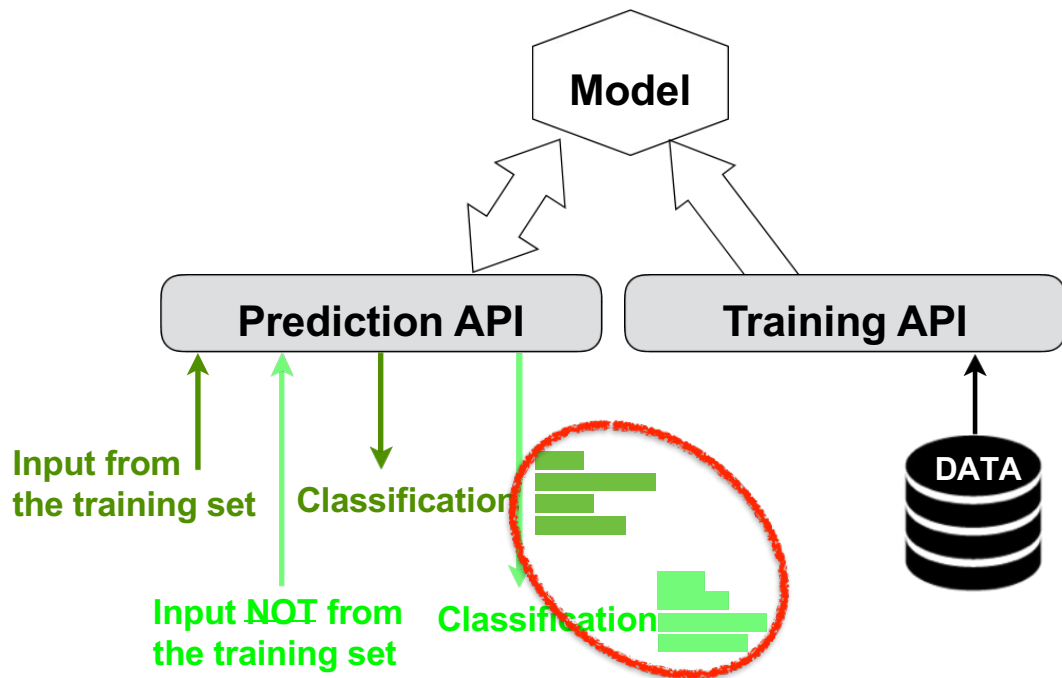 Model
Prediction API
Training API
Input from
the training set
Classification
DATA
Input NOT from
the training set
Classification